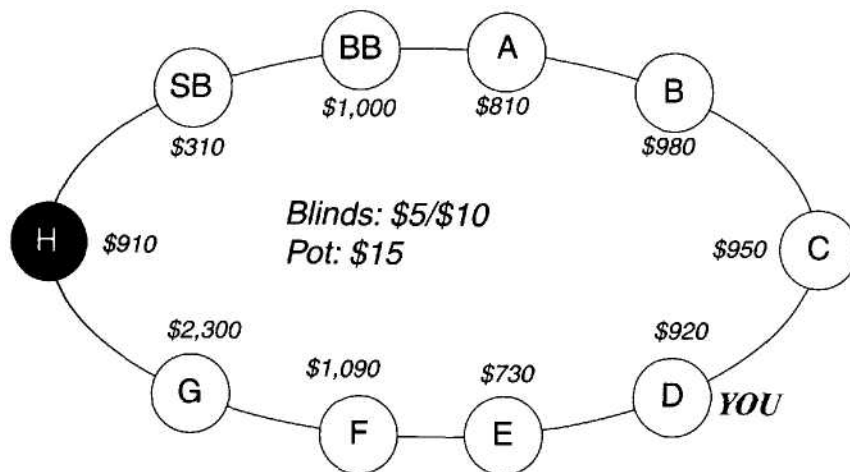 BB
A
SB
B
$1,000
$810
$310
$980
Blinds: $5/$10
H
$910
Pot: $15
$950
C
$2,300
$920
$1,090
$730
G
D
YOU
F
E